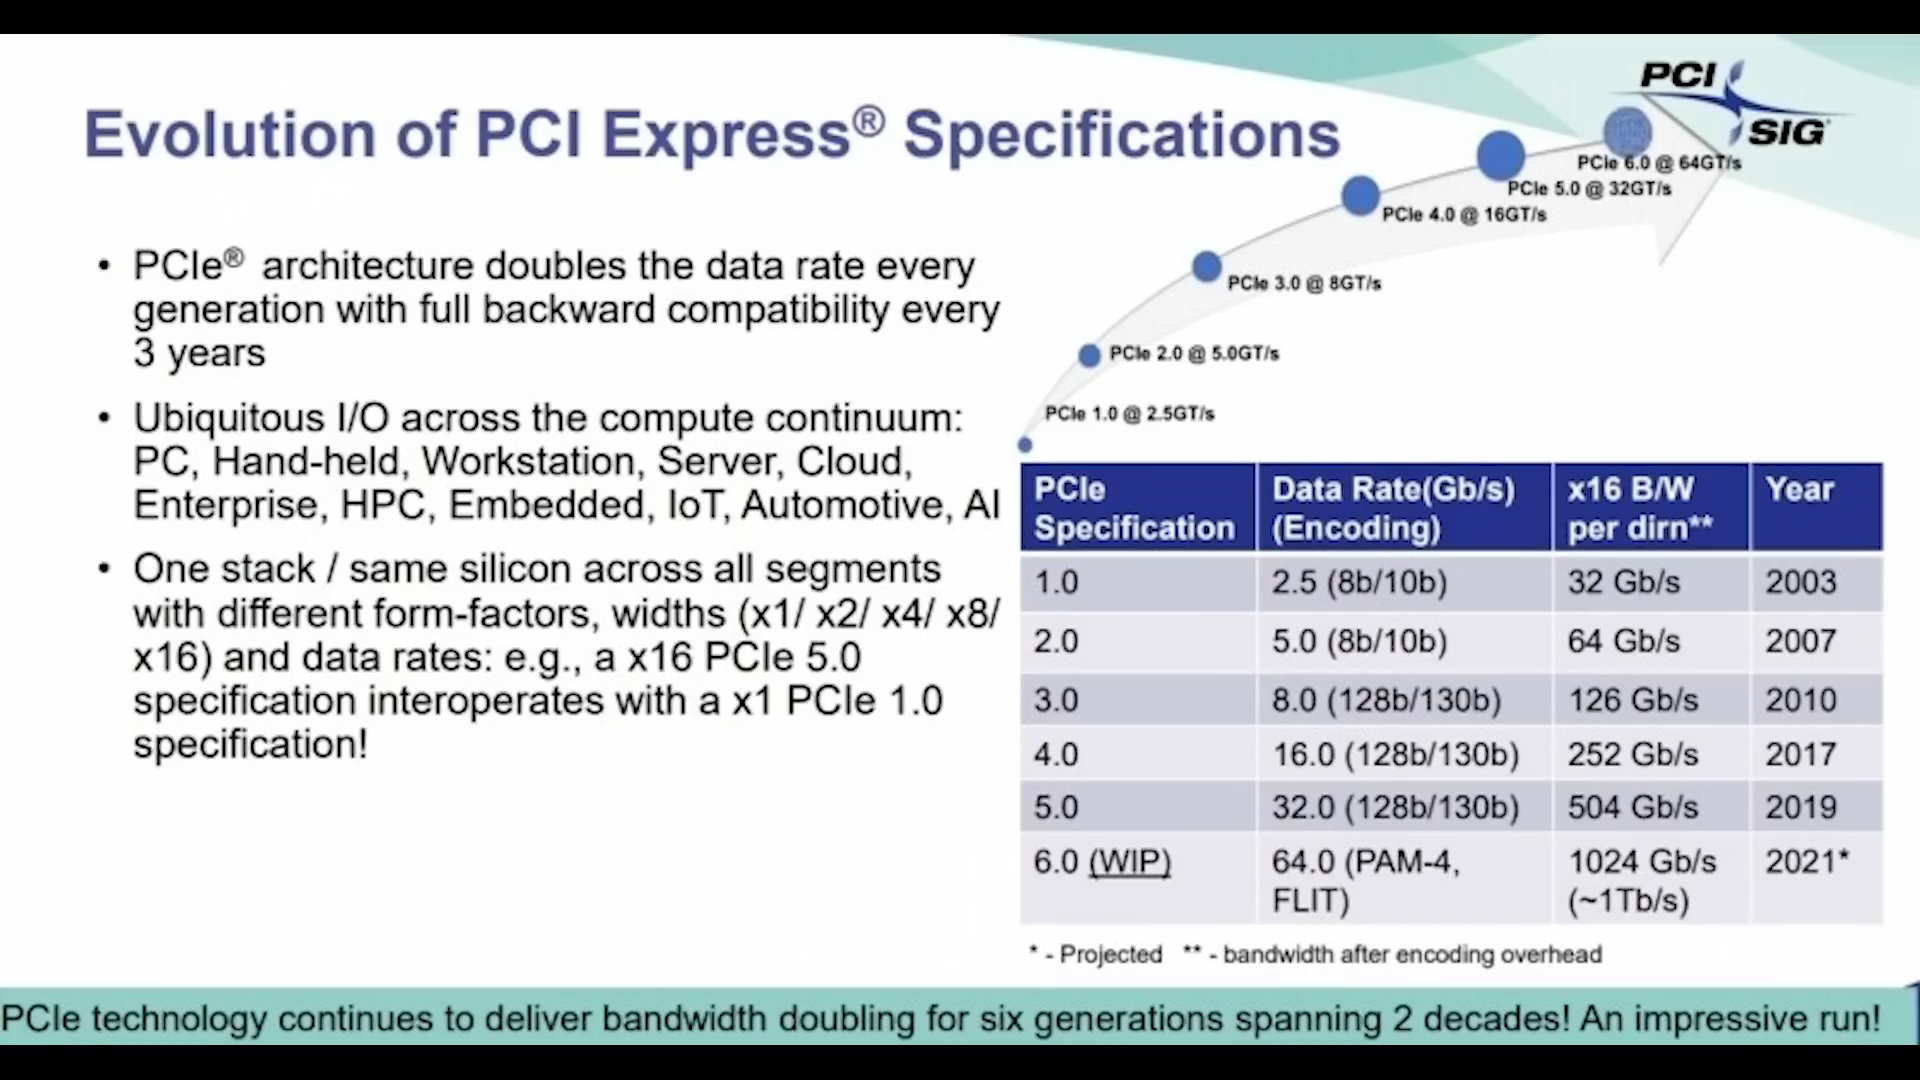 PCI
SIG
Evolution of PCI Express® Specifications
PCIe 6.0 @ 64GT/s
PCIe 5.0 @ 32GT/s
PCIe 4.0 @ 16GT/s
PCIe 3.0 @ 8GT/s
PCIe 2.0 @ 5.0GT/s
PCIe 1.0 @ 2.5GT/s
• PCIe® architecture doubles the data rate every
generation with full backward compatibility every
3 years
• Ubiquitous I/O across the compute continuum:
PC, Hand-held, Workstation, Server, Cloud,
Enterprise, HPC, Embedded, IoT, Automotive, AI
• One stack / same silicon across all segments
with different form-factors, widths (x1/ x2/ x4/ x8/
x16) and data rates: e.g., a x16 PCIe 5.0
specification interoperates with a x1 PCIe 1.0
specification!
PCIe Specification Data Rate(Gb/s) (Encoding) x16 B/W per dirn** Year
1.0 2.5 (8b/10b) 32 Gb/s 2003
2.0 5.0 (8b/10b) 64 Gb/s 2007
3.0 8.0 (128b/130b) 126 Gb/s 2010
4.0 16.0 (128b/130b) 252 Gb/s 2017
5.0 32.0 (128b/130b) 504 Gb/s 2019
6.0 (WIP) 64.0 (PAM-4, FLIT) 1024 Gb/s (~1Tb/s) 2021*
* - Projected ** - bandwidth after encoding overhead
PCIe technology continues to deliver bandwidth doubling for six generations spanning 2 decades! An impressive run!